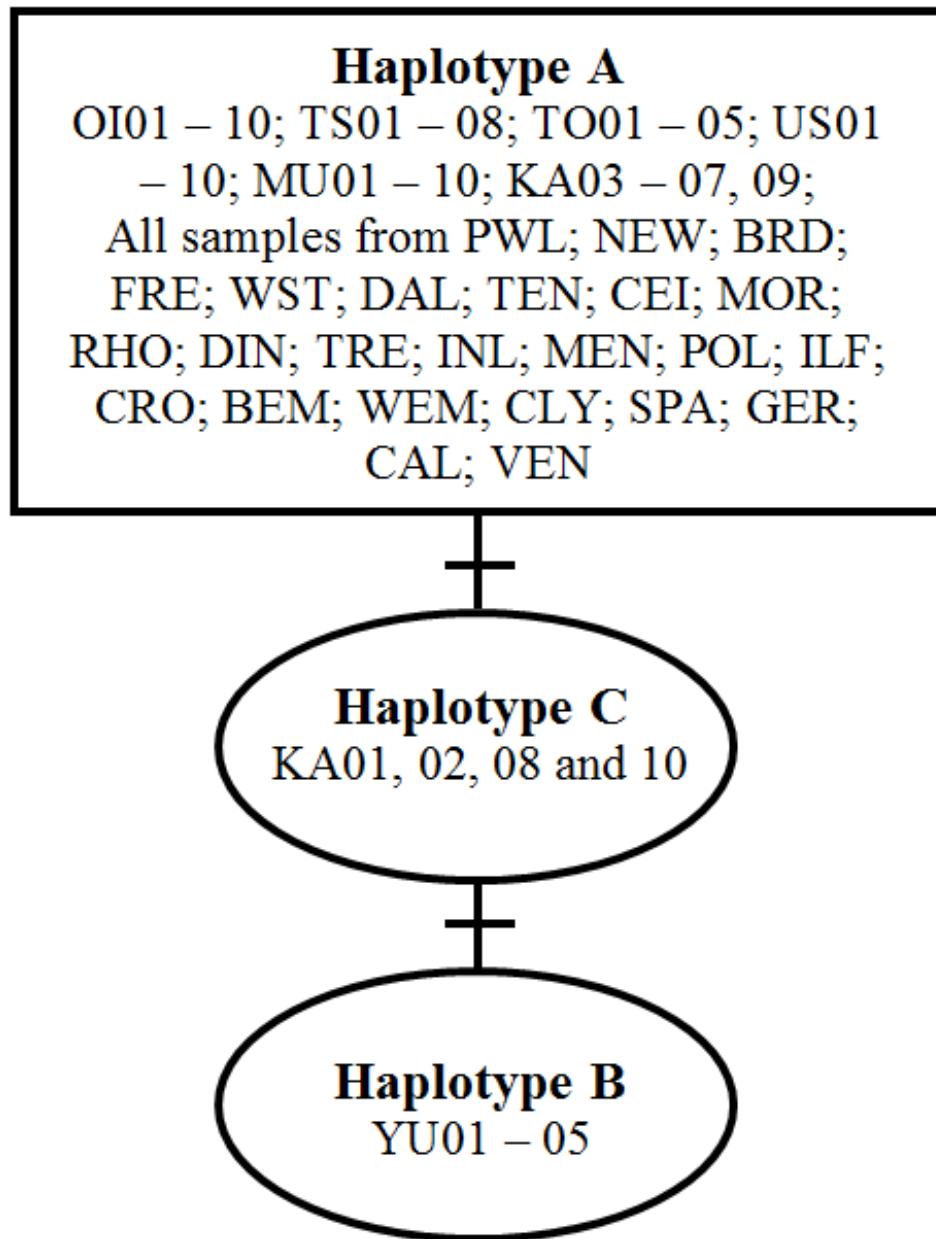 Haplotype A
OI01 – 10; TS01 – 08; TO01 – 05; US01
– 10; MU01 – 10; KA03 – 07, 09;
All samples from PWL; NEW; BRD;
FRE; WST; DAL; TEN; CEI; MOR;
RHO; DIN; TRE; INL; MEN; POL; ILF;
CRO; BEM; WEM; CLY; SPA; GER;
CAL; VEN
Haplotype C
KA01, 02, 08 and 10
Haplotype B
YU01 – 05